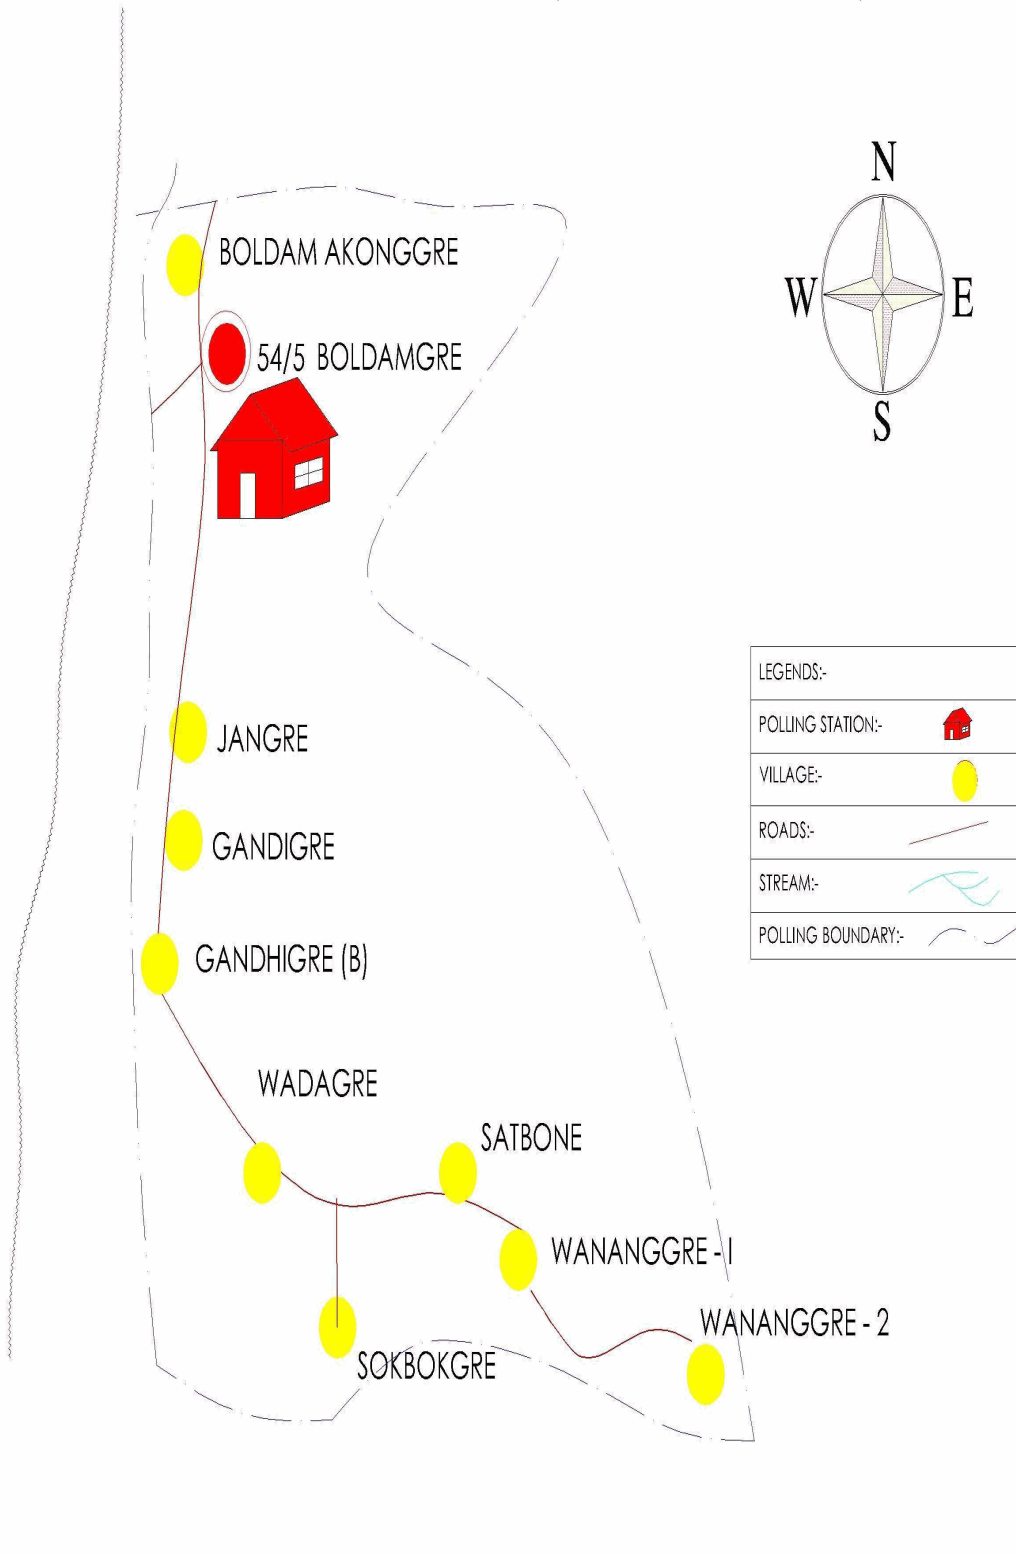 N
W E
S
BOLDAM AKONGGRE
54/5 BOLDAMGRE
JANGRE
GANDIGRE
GANDHIGRE (B)
WADAGRE
SATBONE
WANANGGRE - I
WANANGGRE - 2
SOKBOKGRE
LEGENDS:-
POLLING STATION:-
VILLAGE:-
ROADS:-
STREAM:-
POLLING BOUNDARY:-